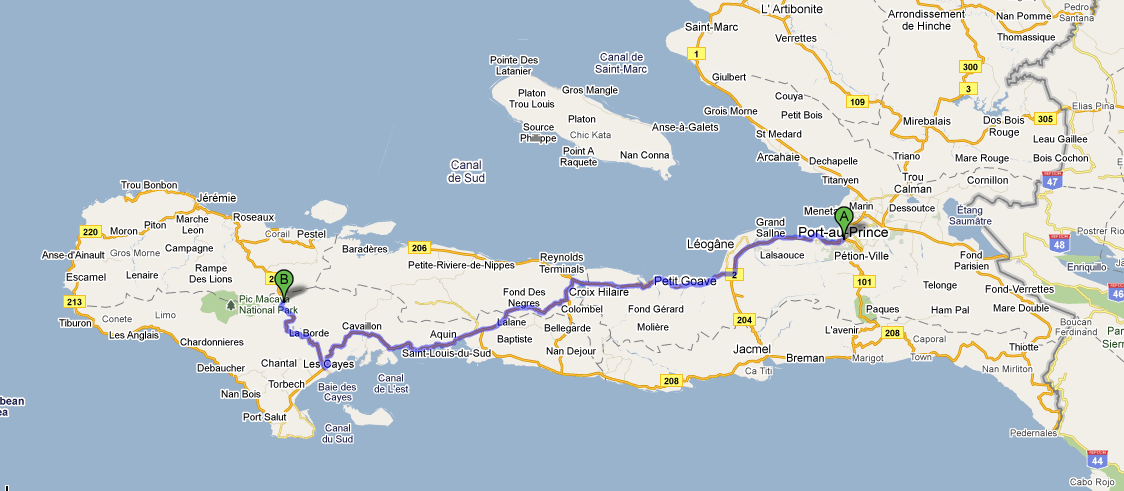 L' Artibonite
Saint-Marc
Verrettes
Arrondissement
de Hinche
Nan Pomme
Pedro
Santana
Thomassique
1
Canal de
Saint-Marc
Pointe Des
Latanier
Giulbert
300
3
Platon
Trou Louis
Gros Mangle
Couya
109
Elias Pina
Grois Morne
Petit Bois
Mirebalais
Dos Bois
Rouge
305
Source
Philippe
Platon
Chic Kata
Anse-à-Galets
St Medard
Leau Gaillee
Point A
Raquete
Nan Conna
Arcahaie
Dechapelle
Triano
Mare Rouge
Bois Cochon
Canal
de Sud
Titanyen
Trou
Calman
Cornillon
47
Trou Bonbon
Jérémie
Marin
Dessoutce
Étang
Saumâtre
Piton
Marche
Leon
Roseaux
Grand
Saline
A
220
Moron
Corail
Pestel
Port-au-Prince
Postrer Rio
48
Campagne
Baradères
206
Léogâne
Anse-d'Ainault
Gros Morne
Reynolds
Terminals
Lalsaouce
Pétion-Ville
Fond
Parisien
Enriquillo
Escamel
Lenaire
Rampe
Des Lions
Petite-Riviere-de-Nippes
B
Petit Goave
2
101
Telonge
Fond-Verrettes
46
213
Pic Macaya
National Park
Croix Hilaire
Fond Des
Negres
Colombel
Fond Gérard
Paques
Ham Pal
Mare Double
Tiburon
Limo
Conete
Les Anglais
La Borde
Cavaillon
Lalane
Bellegarde
Molière
204
L'avenir
208
Boucan
Ferdinand
Chardonnieres
Aquin
Baptiste
Caporal
Thiotte
Saint-Louis-du-Sud
Nan Dejour
Jacmel
Breman
Marigot
Town
Debaucher
Chantal
Les Cayes
Ca Titi
Nan Mirliton
Torbech
Baie des
Cayes
Canal
de L'est
208
Nan Bois
Port Salut
Canal
du Sud
Pedernales
44
Cabo Rojo